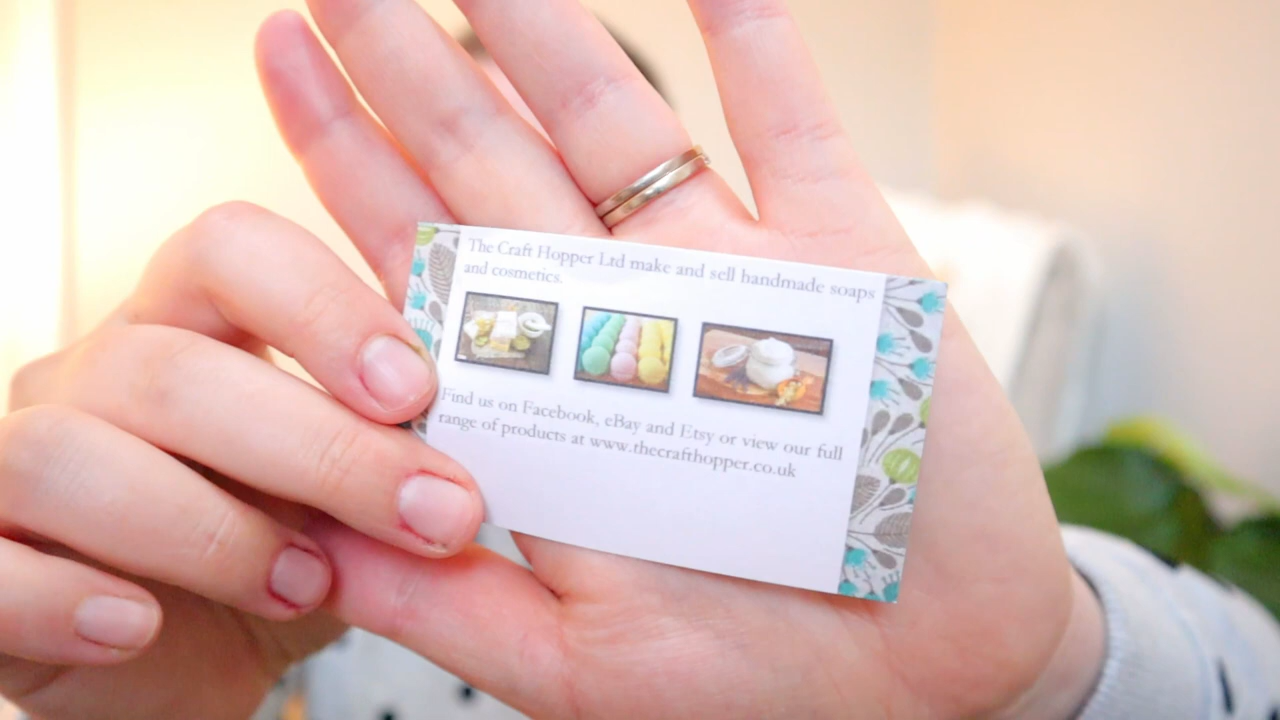 The Craft Hopper Ltd make and sell handmade soaps
and cosmetics.
Find us on Facebook, eBay and Etsy or view our full
range of products at www.thecrafthopper.co.uk